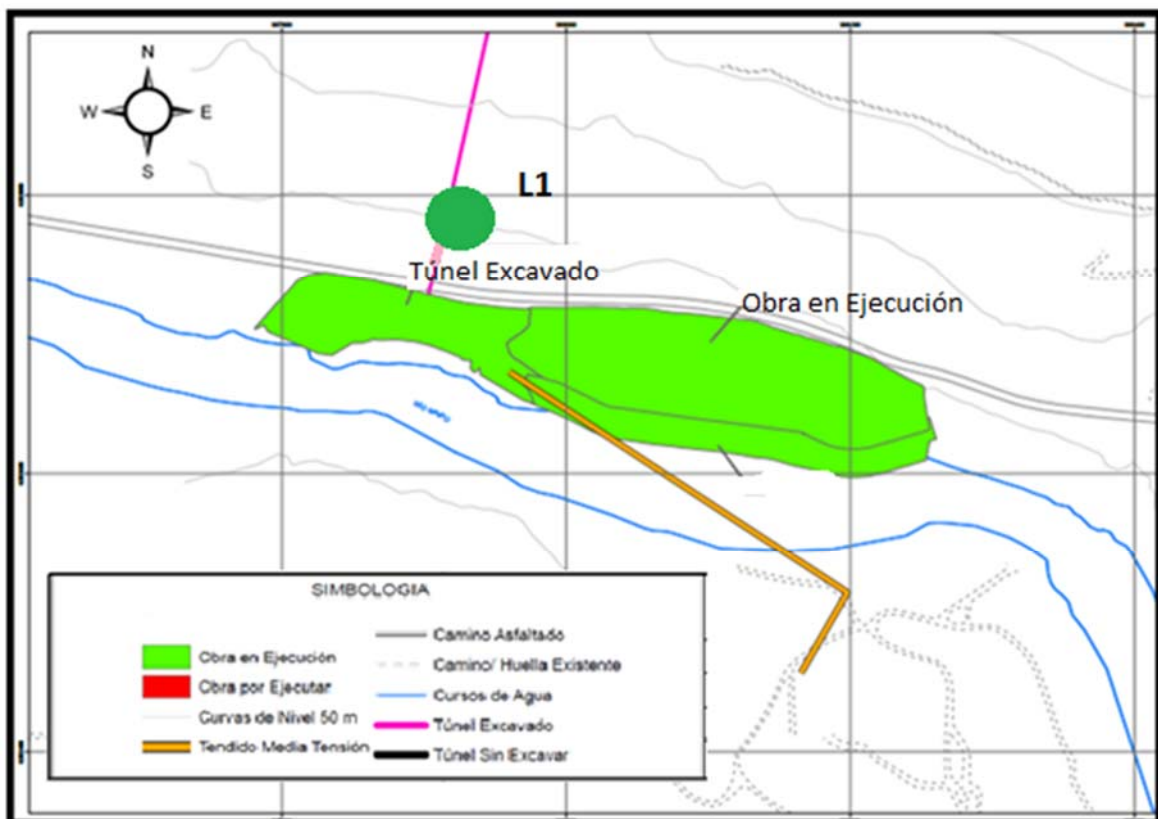 N
W E
S
L1
Túnel Excavado
Obra en Ejecución
SIMBOLOGIA
Obra en Ejecución
Obra por Ejecutar
Curvas de Nivel 50 m
Tendido Media Tensión
Camino Asfaltado
Camino/ Huella Existente
Cursos de Agua
Túnel Excavado
Túnel Sin Excavar